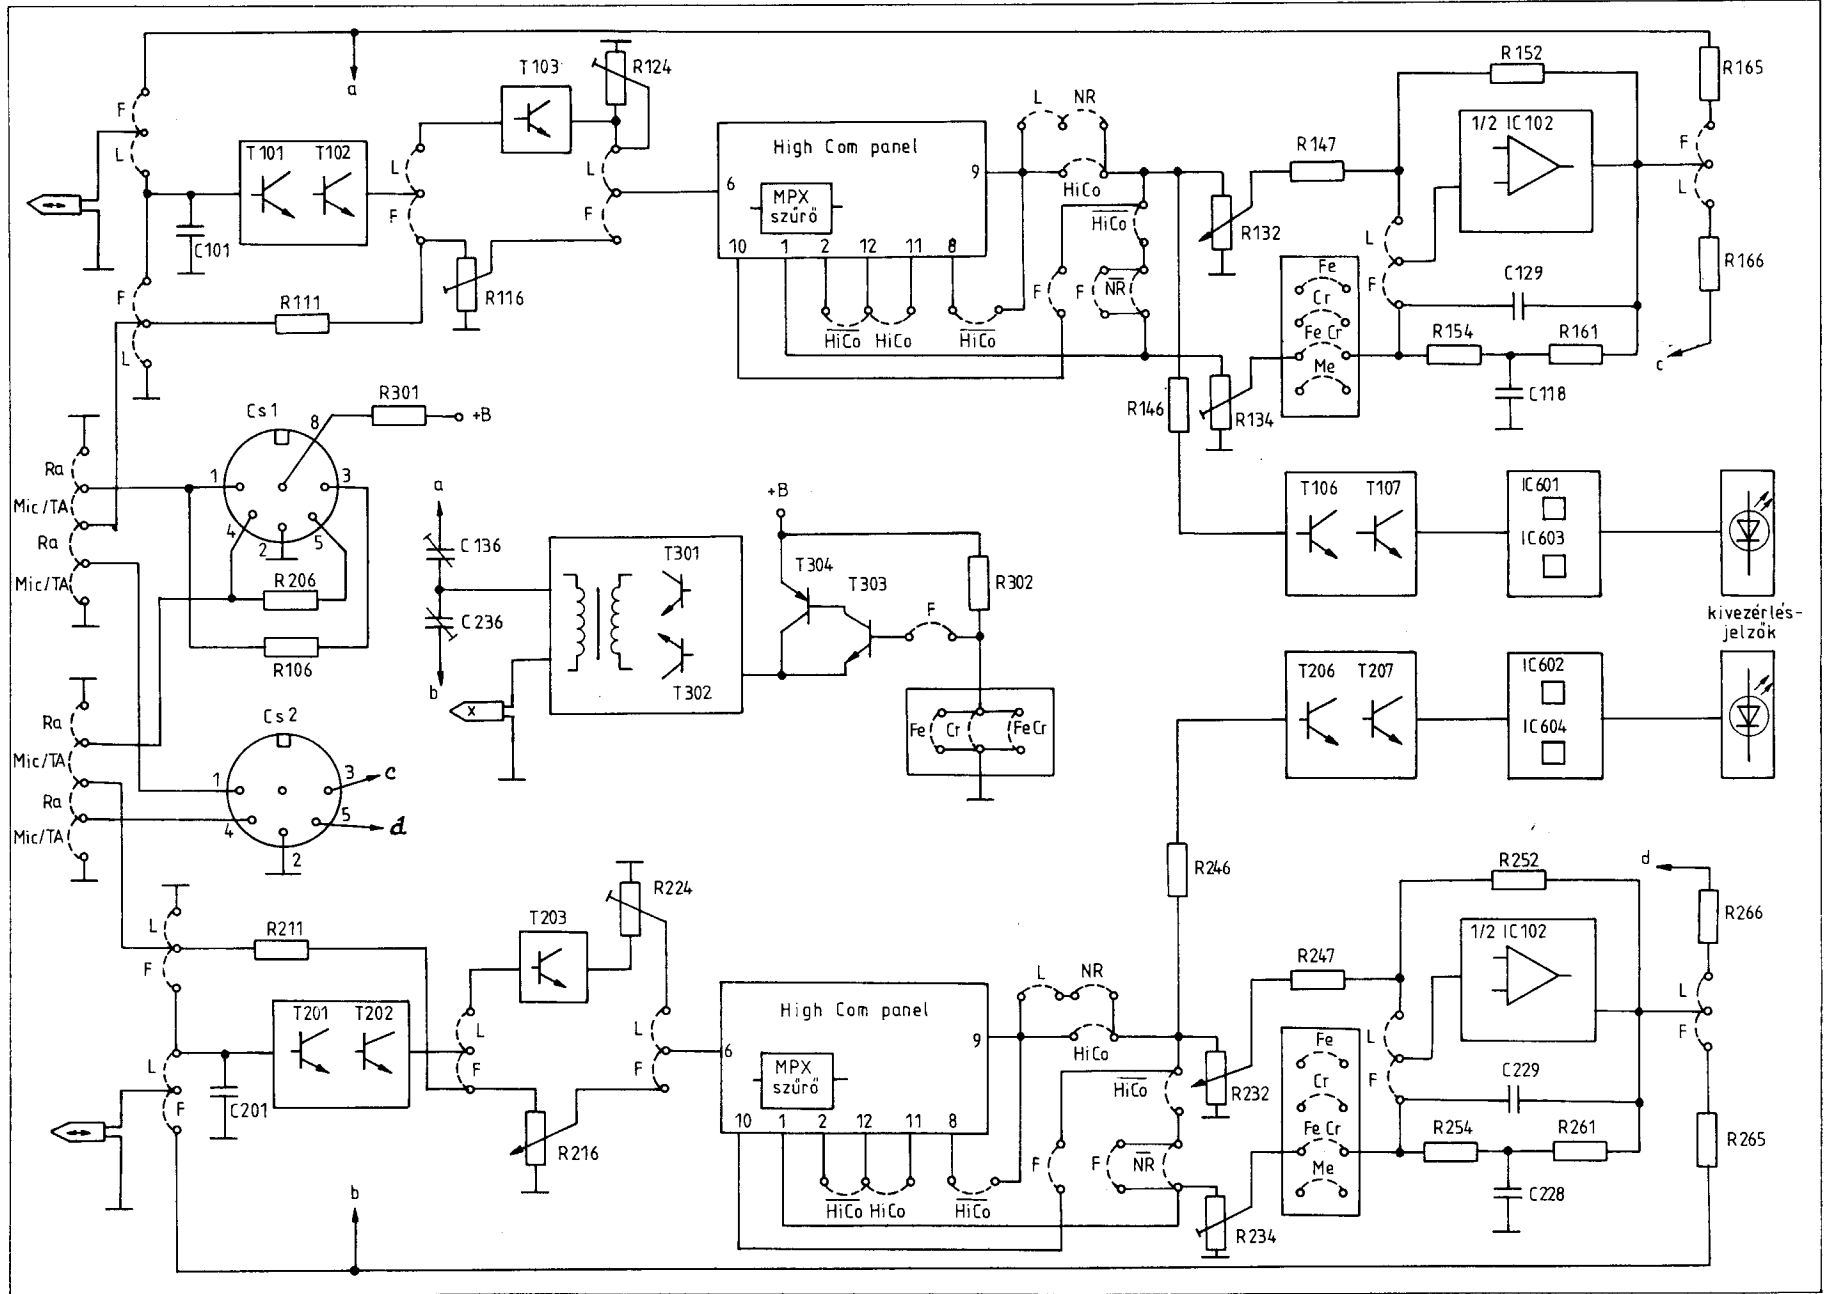 a
F
L
T101 T102
C101
L
F
T103
R124
L
F
R116
F
L
R111
High Com panel
6
9
MPX
szűrő
10 1 2 12 11 8
HiCo HiCo HiCo
L NR
HiCo
HiCo
F
F NR
R132
R134
R146
R147
R152
1/2 IC102
L
F
C129
R154
R161
C118
Fe
Cr
Fe Cr
Me
R165
F
L
R166
c
Ra
Mic/TA
Ra
Mic/TA
Cs1
8
1
3
4
2
5
R301
+B
R206
R106
a
C136
C236
b
x
T301
T302
+B
T304
T303
F
R302
Fe Cr FeCr
T106 T107
IC601
IC603
kivezérlés-
jelzők
T206 T207
IC602
IC604
Ra
Mic/TA
Ra
Mic/TA
Cs2
1
3
c
4
5
d
2
L
F
R211
L
F
T201 T202
C201
L
F
T203
R224
L
F
R216
b
High Com panel
6
9
MPX
szűrő
10 1 2 12 11 8
HiCo HiCo HiCo
L NR
HiCo
HiCo
F
F NR
R246
R232
R234
R247
R252
1/2 IC102
L
F
C229
R254
R261
C228
Fe
Cr
Fe Cr
Me
d
R266
L
F
R265